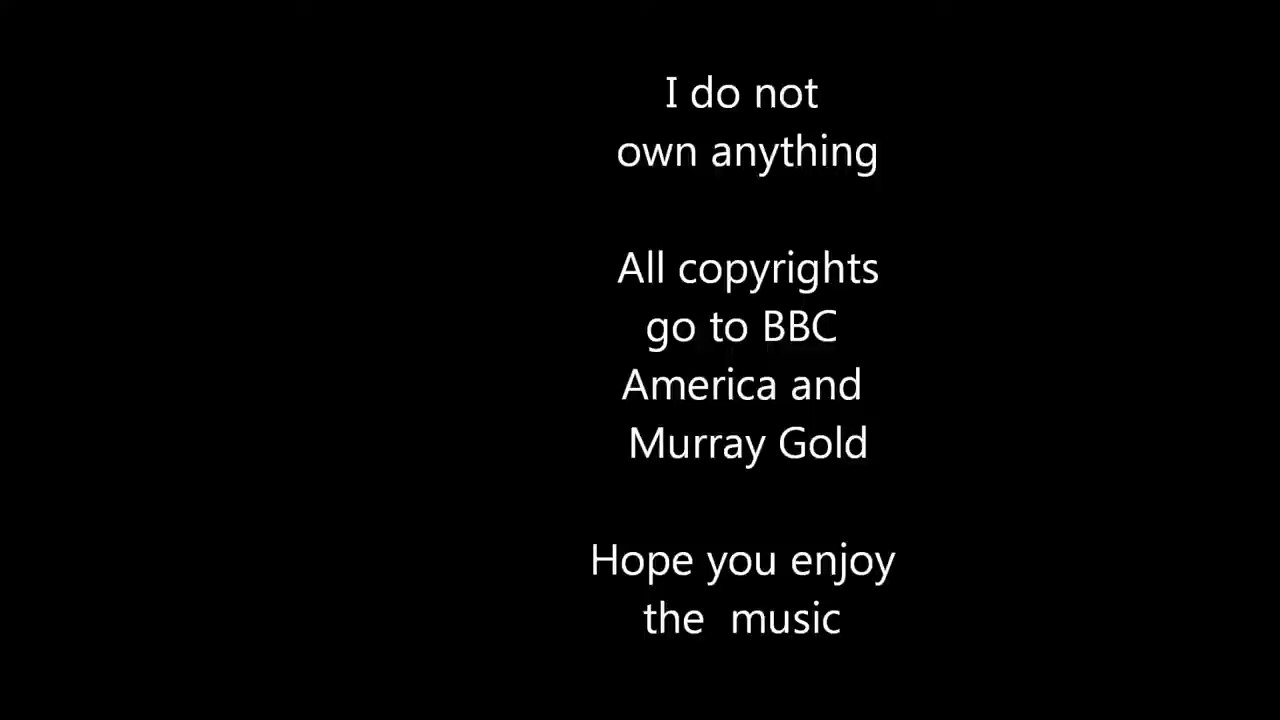 I do not
own anything
All copyrights
go to BBC
America and
Murray Gold
Hope you enjoy
the  music